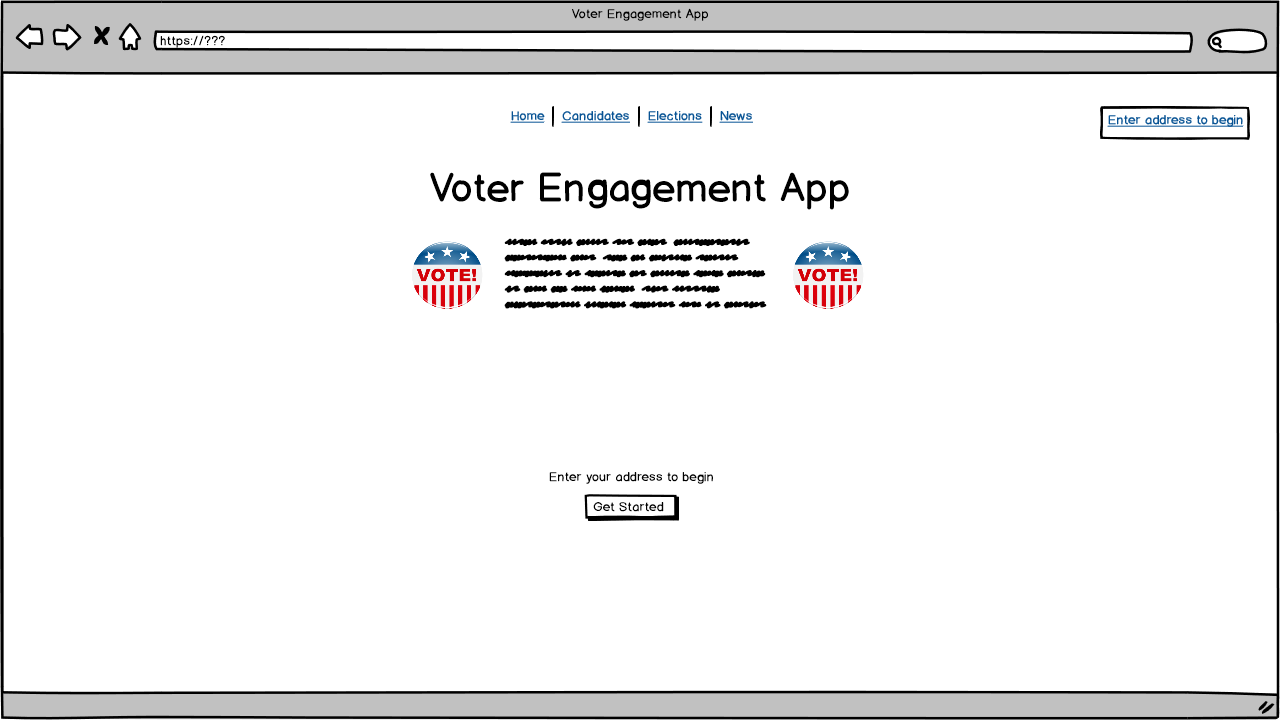 Voter Engagement App
https://???
Home Candidates Elections News
Enter address to begin
Voter Engagement App
VOTE! VOTE!
Enter your address to begin
Get Started